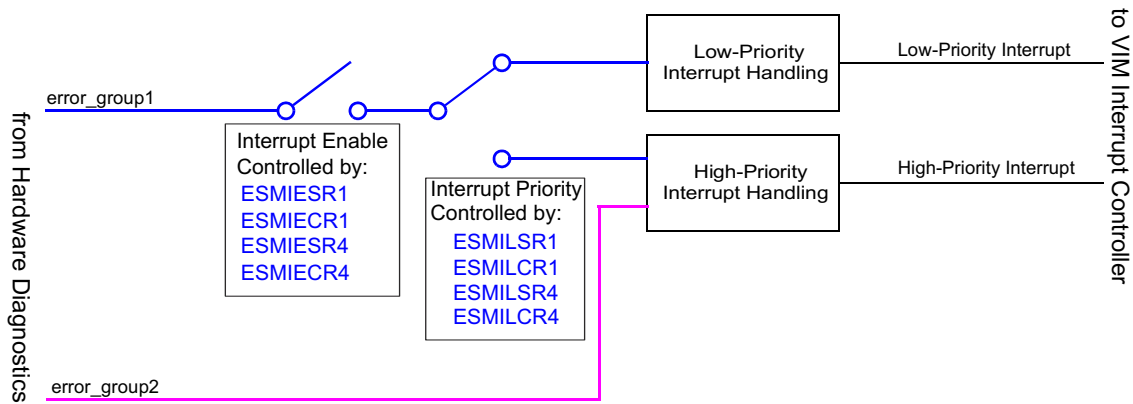 from Hardware Diagnostics
error_group1
Interrupt Enable
Controlled by:
ESMIESR1
ESMIECR1
ESMIESR4
ESMIECR4
Interrupt Priority
Controlled by:
ESMILSR1
ESMILCR1
ESMILSR4
ESMILCR4
Low-Priority
Interrupt Handling
Low-Priority Interrupt
High-Priority
Interrupt Handling
High-Priority Interrupt
error_group2
to VIM Interrupt Controller